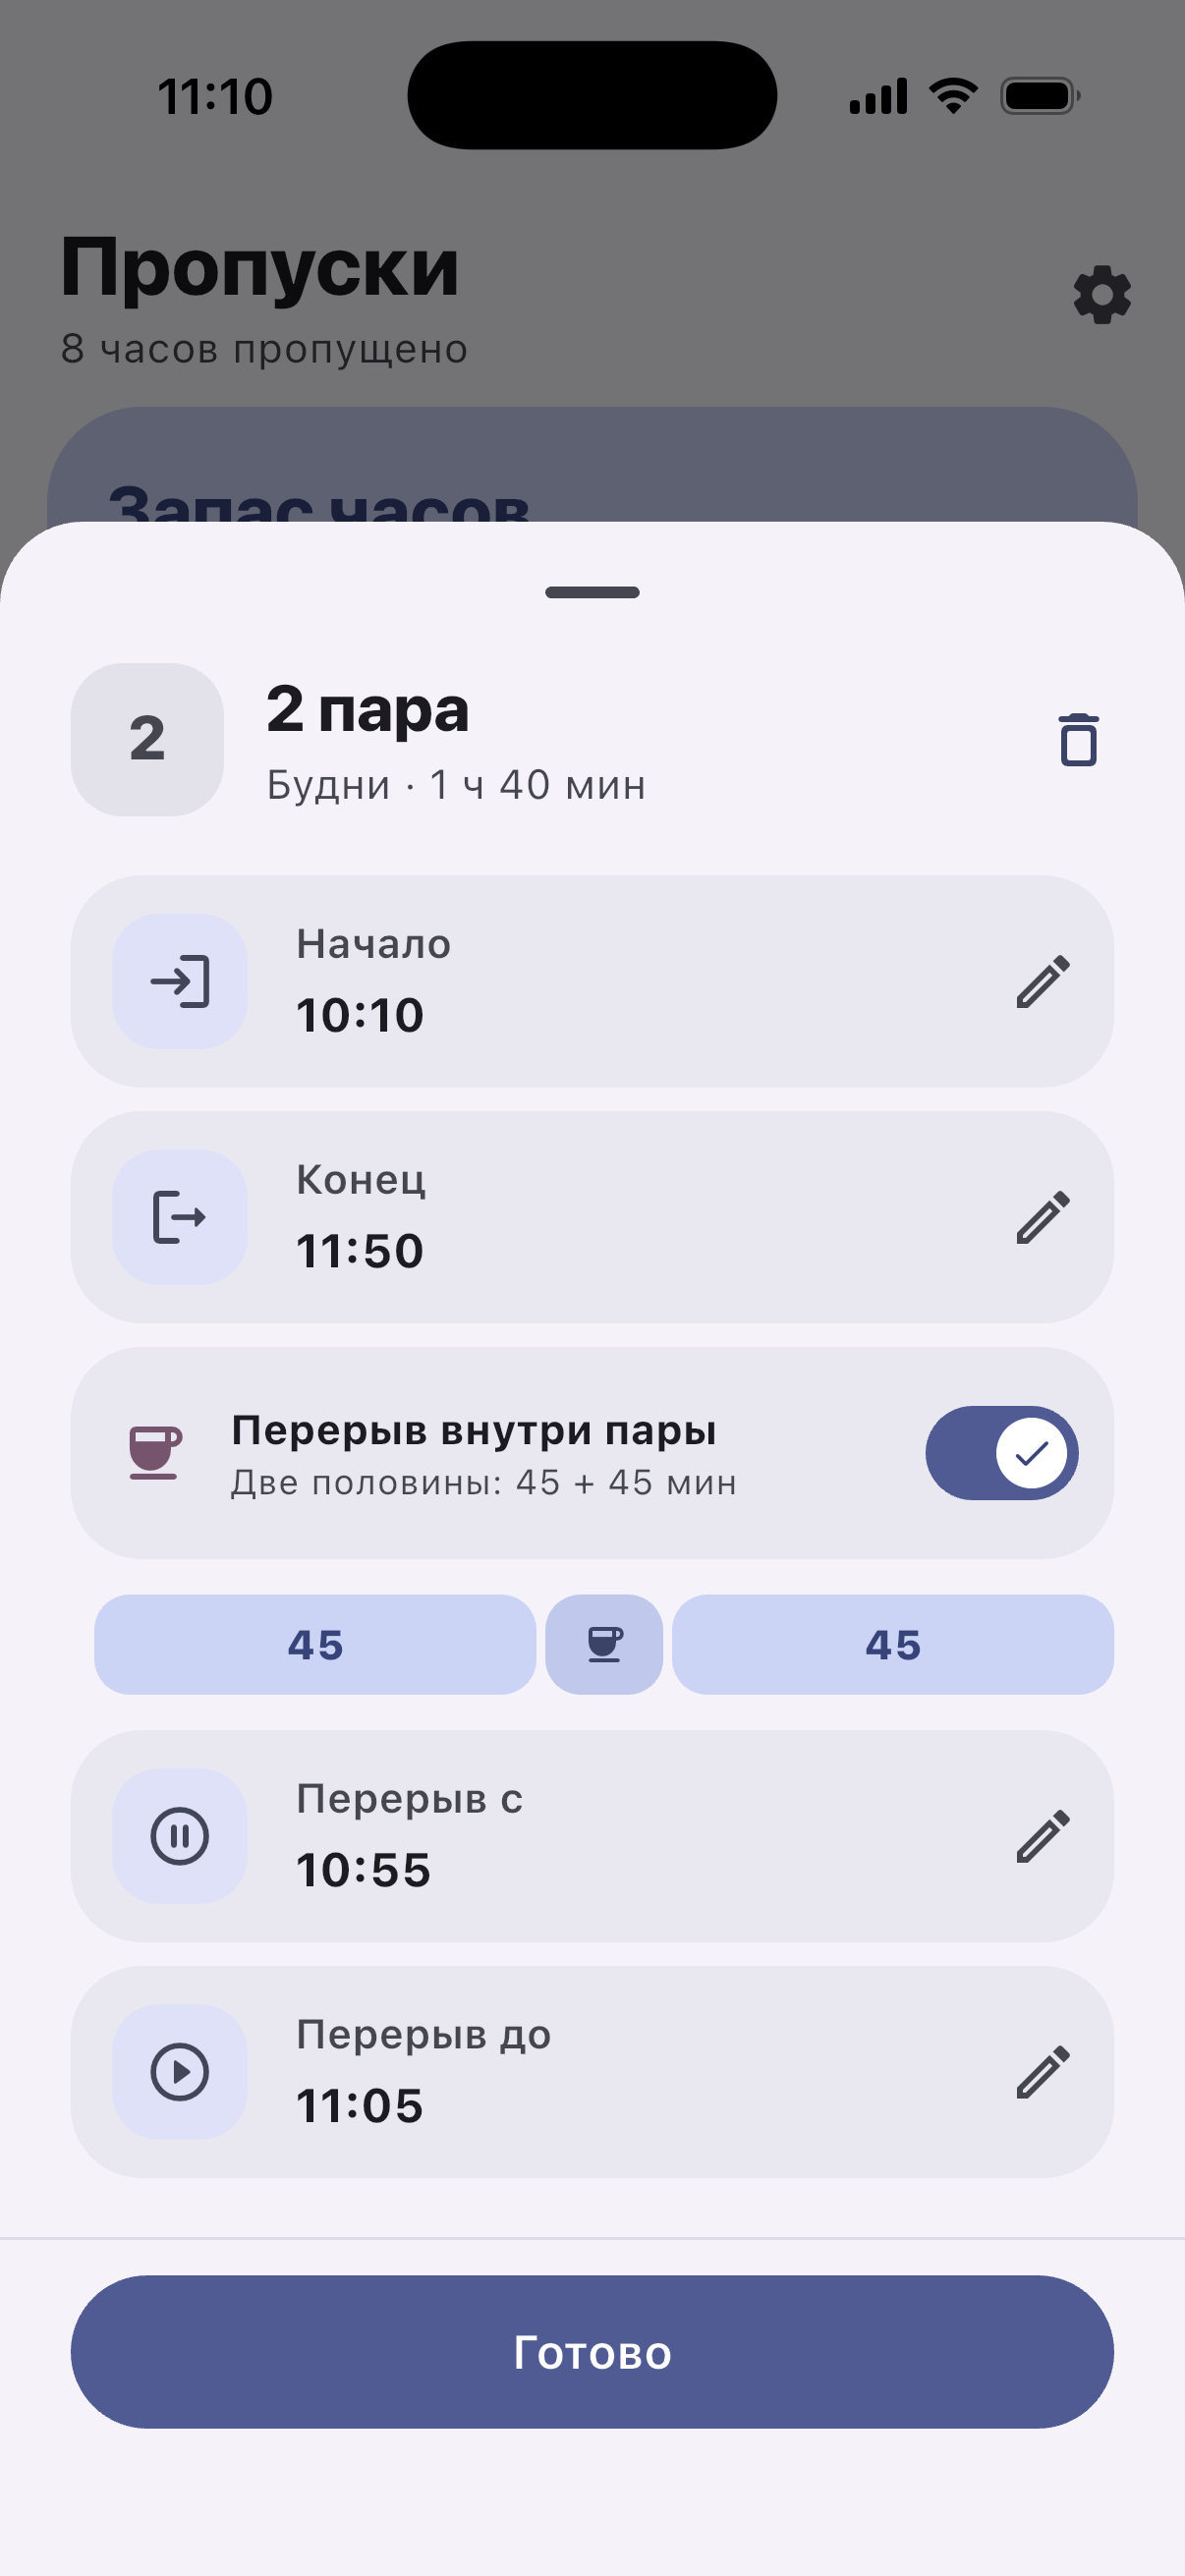 11:10
Пропуски
8 часов пропущено
Запас часов
2
2 пара
Будни · 1 ч 40 мин
Начало
10:10
Конец
11:50
Перерыв внутри пары
Две половины: 45 + 45 мин
45
45
Перерыв с
10:55
Перерыв до
11:05
Готово